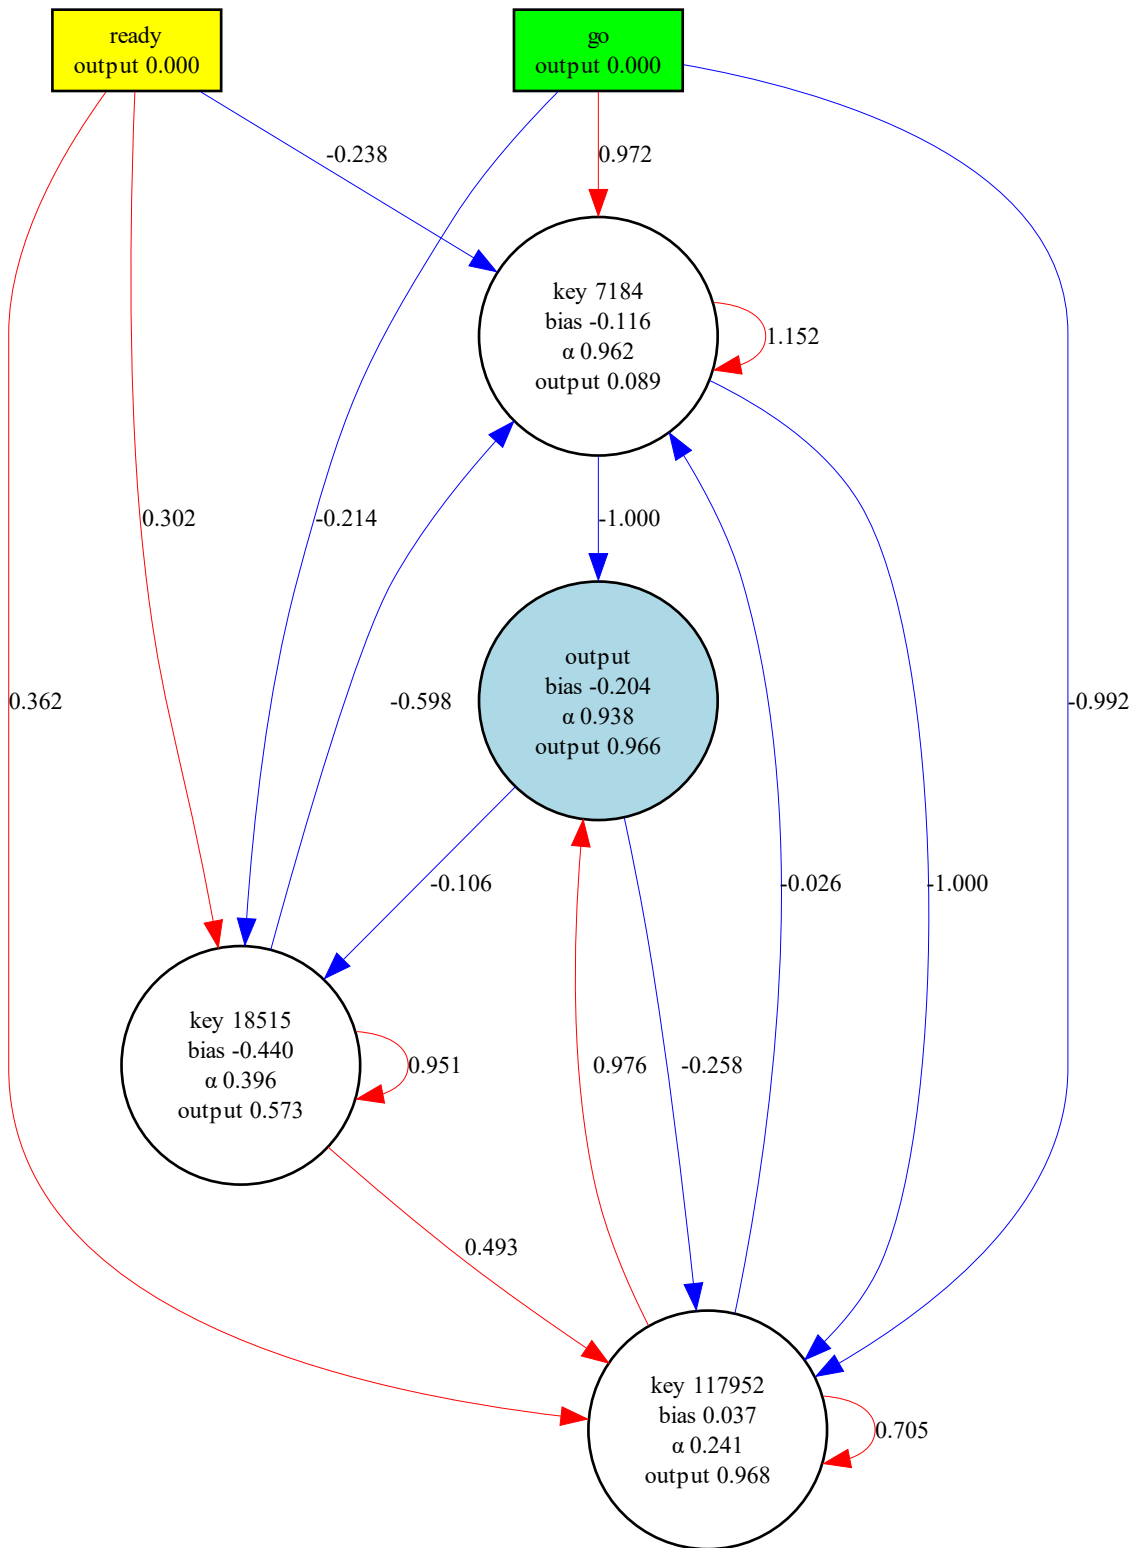 ready
output 0.000
go
output 0.000
-0.238
0.972
key 7184
bias -0.116
α 0.962
output 0.089
1.152
0.302
-0.214
-1.000
output
bias -0.204
α 0.938
output 0.966
0.362
-0.598
-0.992
-0.106
-0.026
-1.000
key 18515
bias -0.440
α 0.396
output 0.573
0.951
0.976
-0.258
0.493
key 117952
bias 0.037
α 0.241
output 0.968
0.705